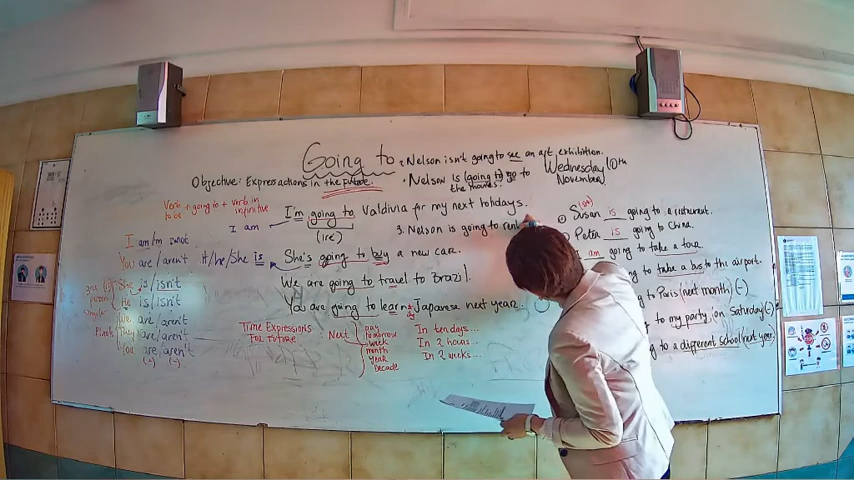 Going to
1. Nelson isn't going to see an art exhibition.
• Nelson is (going to) go to the movies.
Wednesday 10th November
Objective: Express actions in the future.
Verb to be + going to + verb in infinitive
I am
I'm going to Valdivia for my next holidays.
(ir)
3. Nelson is going to
She's going to buy a new car.
We are going to travel to Brazil.
You are going to learn Japanese next year.
I am/m not
You are/aren't
It/he/She is
She is/isn't
He is/isn't
We are/aren't
They are/aren't
You are/aren't
(+) (-)
Plural
Time Expressions For Future
Next
day
tomorrow
week
month
year
Decade
In ten days...
In 2 hours...
In 2 weeks...
① Susan is going to a restaurant.
② Peter is going to China.
am going to take a tour
going to take a bus to the airport.
to Paris (next month) (-)
to my party on Saturday (+)
to a different school (next year)